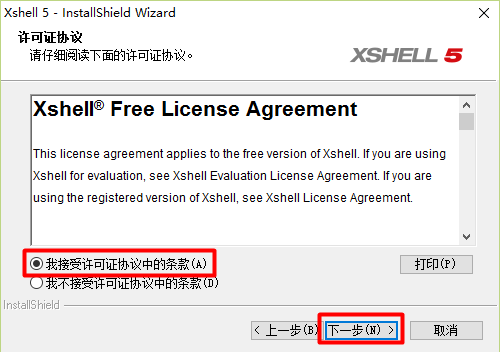 Xshell 5 - InstallShield Wizard
许可证协议
请仔细阅读下面的许可证协议。
XSHELL 5
Xshell® Free License Agreement
This license agreement applies to the free version of Xshell. If you are using
Xshell for evaluation, see Xshell Evaluation License Agreement. If you are
using the registered version of Xshell, see Xshell License Agreement.
我接受许可证协议中的条款(A)
打印(P)
我不接受许可证协议中的条款(D)
InstallShield
< 上一步(B)
下一步(N) >
取消